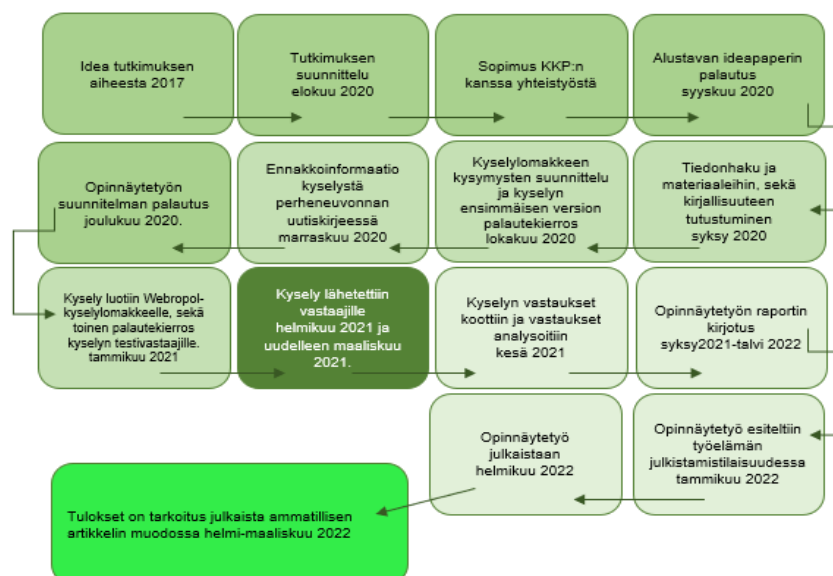 Idea tutkimuksen
aiheesta 2017
Tutkimuksen
suunnittelu
elokuu 2020
Sopimus KKP:n
kanssa yhteistyöstä
Alustavan ideapaperin
palautus
syyskuu 2020
Tiedonhaku ja
materiaaleihin, sekä
kirjallisuuteen
tutustuminen
syksy 2020
Kyselylomakkeen
kysymysten suunnittelu
ja kyselyn
ensimmäisen version
palautekierros
lokakuu 2020
Ennakkoinformaatio
kyselystä
perheneuvonnan
uutiskirjeessä
marraskuu 2020
Opinnäytetyön
suunnitelman palautus
joulukuu 2020.
Kysely luotiin Webropol-
kyselylomakkeelle, sekä
toinen palautekierros
kyselyn testivastaajille.
tammikuu 2021
Kysely lähetettiin
vastaajille
helmikuu 2021 ja
uudelleen maaliskuu
2021.
Kyselyn vastaukset
koottiin ja vastaukset
analysoitiin
kesä 2021
Opinnäytetyön raportin
kirjotus
syksy2021-talvi 2022
Opinnäytetyö esiteltiin
työelämän
julkistamistilaisuudessa
tammikuu 2022
Opinnäytetyö
julkaistaan
helmikuu 2022
Tulokset on tarkoitus julkaista ammatillisen
artikkelin muodossa helmi-maaliskuu 2022